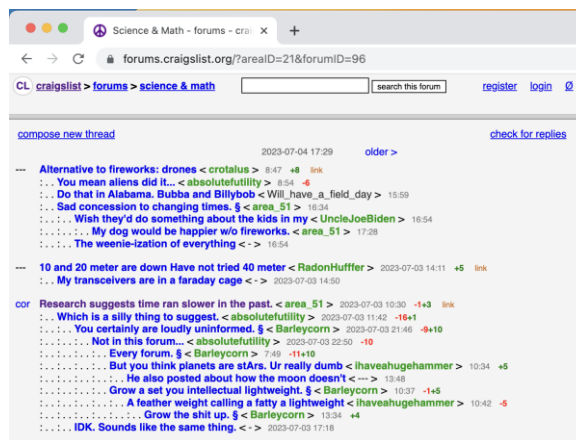 Science & Math - forums - crai
forums.craigslist.org/?areaID=21&forumID=96
CL craigslist > forums > science & math search this forum register login Ø
compose new thread check for replies
2023-07-04 17:29 older >
--- Alternative to fireworks: drones < crotalus > 8:47 +8 link
: . . You mean aliens did it... < absolutefutility > 8:54 -6
: . . Do that in Alabama. Bubba and Billybob < Will_have_a_field_day > 15:59
: . . Sad concession to changing times. § < area_51 > 16:34
: . . : . . Wish they'd do something about the kids in my < UncleJoeBiden > 16:54
: . . : . . : . . My dog would be happier w/o fireworks. < area_51 > 17:28
: . . : . . The weenie-ization of everything < - > 16:54
--- 10 and 20 meter are down Have not tried 40 meter < RadonHufffer > 2023-07-03 14:11 +5 link
: . . My transceivers are in a faraday cage < - > 2023-07-03 14:50
cor Research suggests time ran slower in the past. < area_51 > 2023-07-03 10:30 -1+3 link
: . . Which is a silly thing to suggest. < absolutefutility > 2023-07-03 11:42 -16+1
: . . : . . You certainly are loudly uninformed. § < Barleycorn > 2023-07-03 21:46 -9+10
: . . : . . : . . Not in this forum... < absolutefutility > 2023-07-03 22:50 -10
: . . : . . : . . : . . Every forum. § < Barleycorn > 7:49 -11+10
: . . : . . : . . : . . But you think planets are stArs. Ur really dumb < ihaveahugehammer > 10:34 +5
: . . : . . : . . : . . : . . He also posted about how the moon doesn't < --- > 13:48
: . . : . . : . . : . . Grow a set you intellectual lightweight. § < Barleycorn > 10:37 -1+5
: . . : . . : . . : . . : . . A feather weight calling a fatty a lightweight < ihaveahugehammer > 10:42 -5
: . . : . . : . . : . . : . . : . . Grow the shit up. § < Barleycorn > 13:34 +4
: . . : . . IDK. Sounds like the same thing. < - > 2023-07-03 17:18